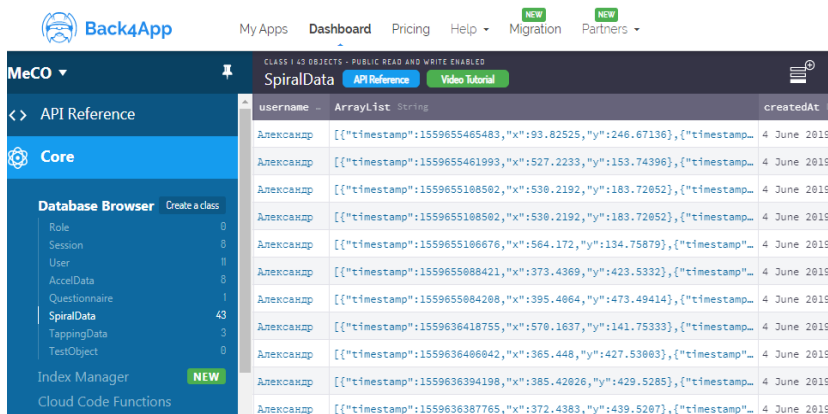 Back4App
My Apps Dashboard Pricing Help NEW Migration NEW Partners
MeCO
CLASS | 43 OBJECTS - PUBLIC READ AND WRITE ENABLED
SpiralData API Reference Video Tutorial
API Reference
Core
Database Browser Create a class
Role 0
Session 8
User 11
AccelData 8
Questionnaire 1
SpiralData 43
TappingData 3
TestObject 0
Index Manager NEW
Cloud Code Functions
username ArrayList String createdAt
Александр [{"timestamp":1559655465483,"x":93.82525,"y":246.67136},{"timestamp… 4 June 2019
Александр [{"timestamp":1559655461993,"x":527.2233,"y":153.74396},{"timestamp… 4 June 2019
Александр [{"timestamp":1559655108502,"x":530.2192,"y":183.72052},{"timestamp… 4 June 2019
Александр [{"timestamp":1559655108502,"x":530.2192,"y":183.72052},{"timestamp… 4 June 2019
Александр [{"timestamp":1559655106676,"x":564.172,"y":134.75879},{"timestamp"… 4 June 2019
Александр [{"timestamp":1559655088421,"x":373.4369,"y":423.5332},{"timestamp"… 4 June 2019
Александр [{"timestamp":1559655084208,"x":395.4064,"y":473.49414},{"timestamp… 4 June 2019
Александр [{"timestamp":1559636418755,"x":570.1637,"y":141.75333},{"timestamp… 4 June 2019
Александр [{"timestamp":1559636406042,"x":365.448,"y":427.53003},{"timestamp"… 4 June 2019
Александр [{"timestamp":1559636394198,"x":385.42026,"y":429.5285},{"timestamp… 4 June 2019
Александр [{"timestamp":1559636387765,"x":372.4383,"y":439.5207},{"timestamp"… 4 June 2019